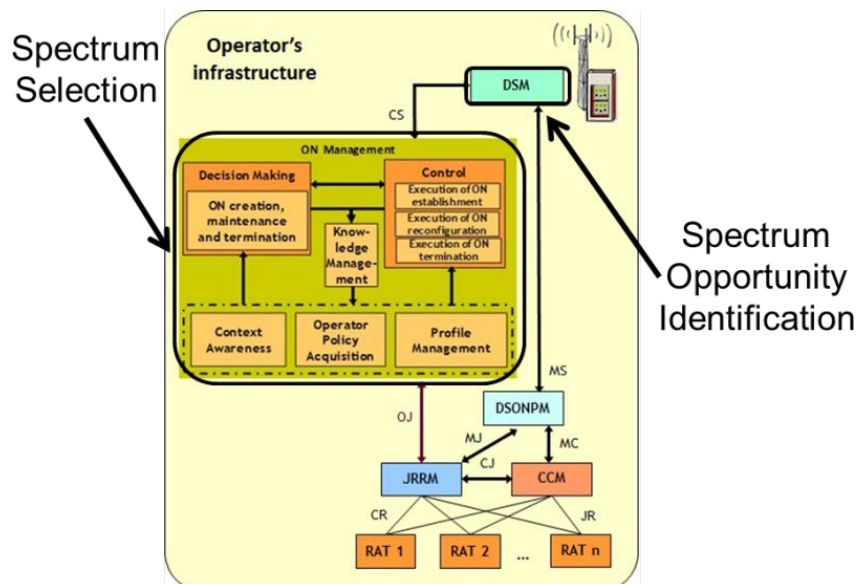 Spectrum
Selection
Operator's
infrastructure
DSM
CS
ON Management
Decision Making
ON creation,
maintenance
and termination
Control
Execution of ON
establishment
Execution of ON
reconfiguration
Execution of ON
termination
Know-
ledge
Manage-
ment
Context
Awareness
Operator
Policy
Acquisition
Profile
Management
Spectrum
Opportunity
Identification
MS
DSONPM
OJ
MJ
MC
CJ
JRRM
CCM
CR
JR
RAT 1
RAT 2
...
RAT n